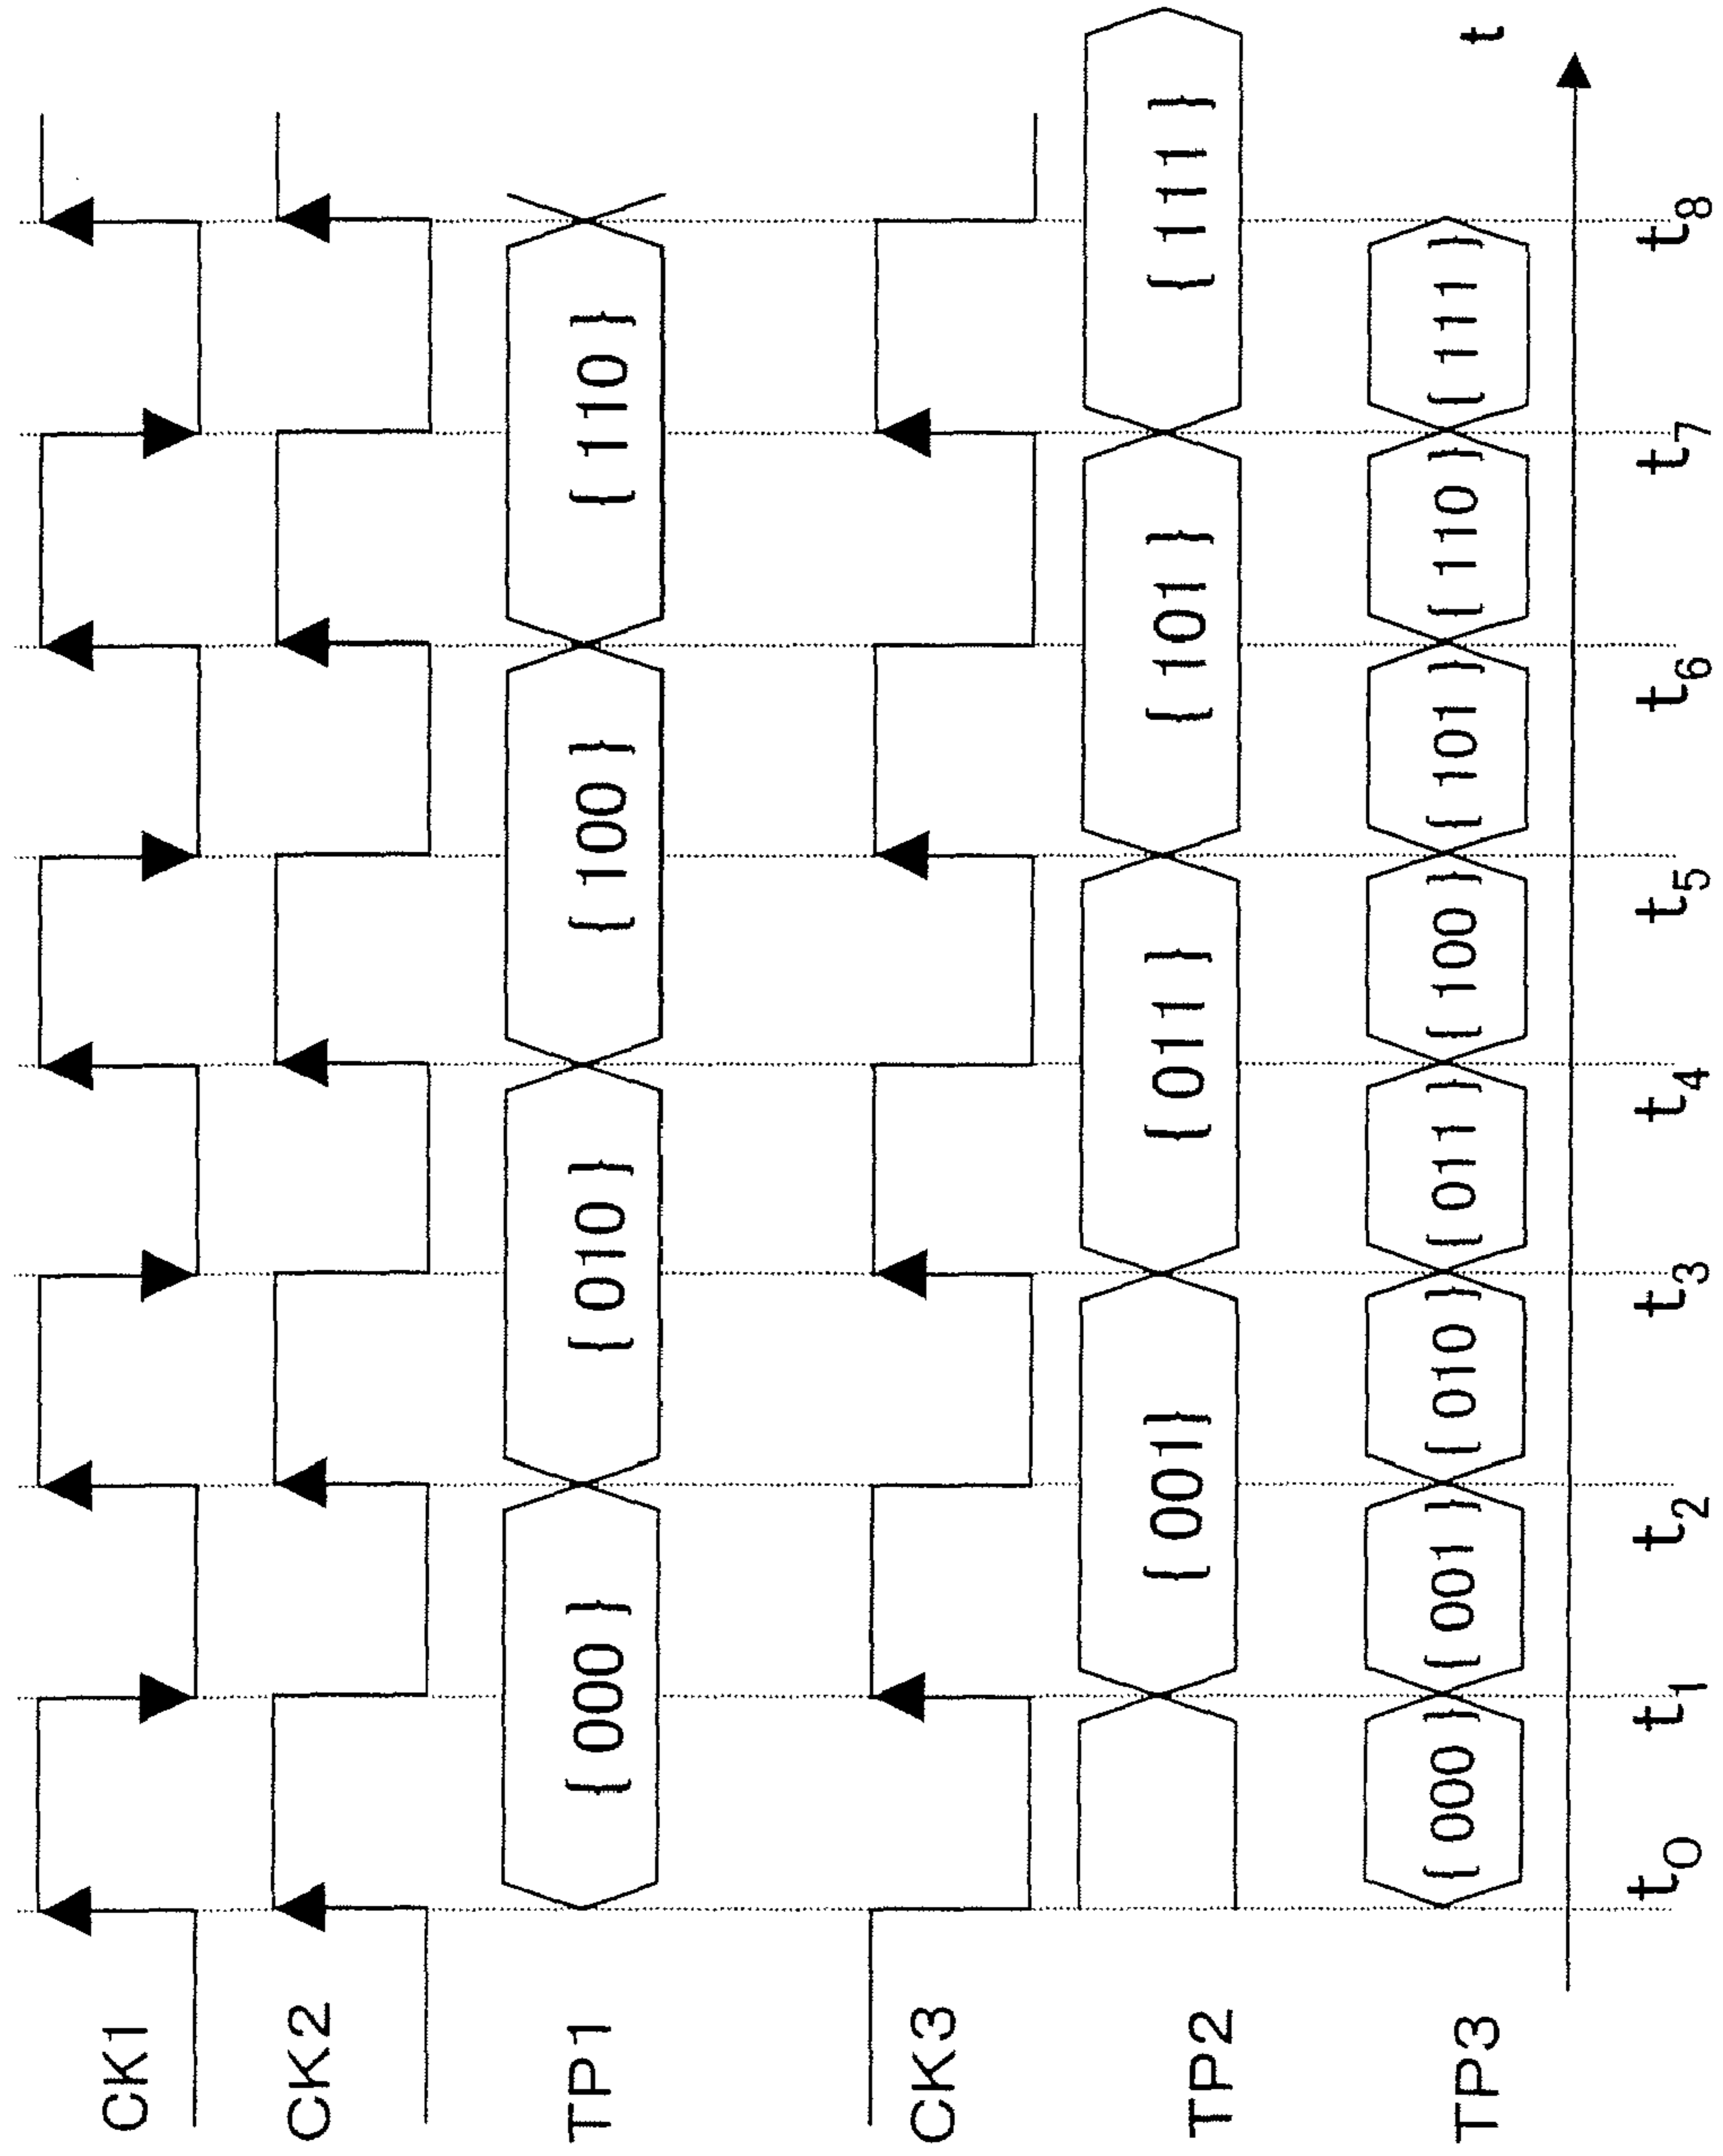 CK1
CK2
TP1 { 000 } { 010 } { 100 } { 110 }
CK3
TP2 { 001} { 011 } { 101 } { 111 }
TP3 { 000 } { 001 } { 010 } { 011 } { 100 } { 101 } { 110 } { 111 }
t
t0 t1 t2 t3 t4 t5 t6 t7 t8